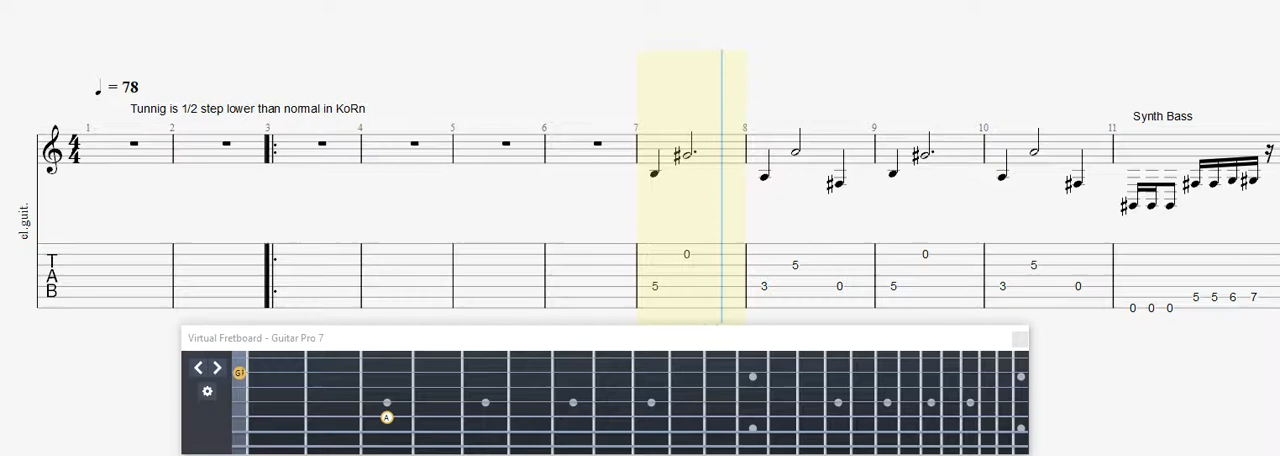 = 78
Tunnig is 1/2 step lower than normal in KoRn
1 2 3 4 5 6 7 8 9 10 11
Synth Bass
4
4
el.guit.
T
A
B
0 0
5 5
5 3 0 5 3 0
5 5 6 7
0 0 0
Virtual Fretboard - Guitar Pro 7
G♯
A